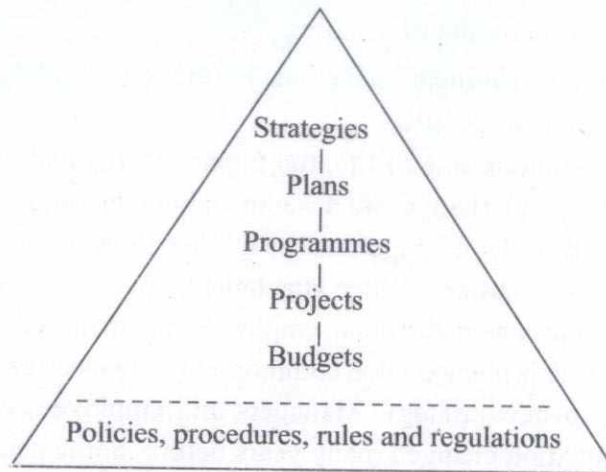 Strategies
Plans
Programmes
Projects
Budgets
Policies, procedures, rules and regulations